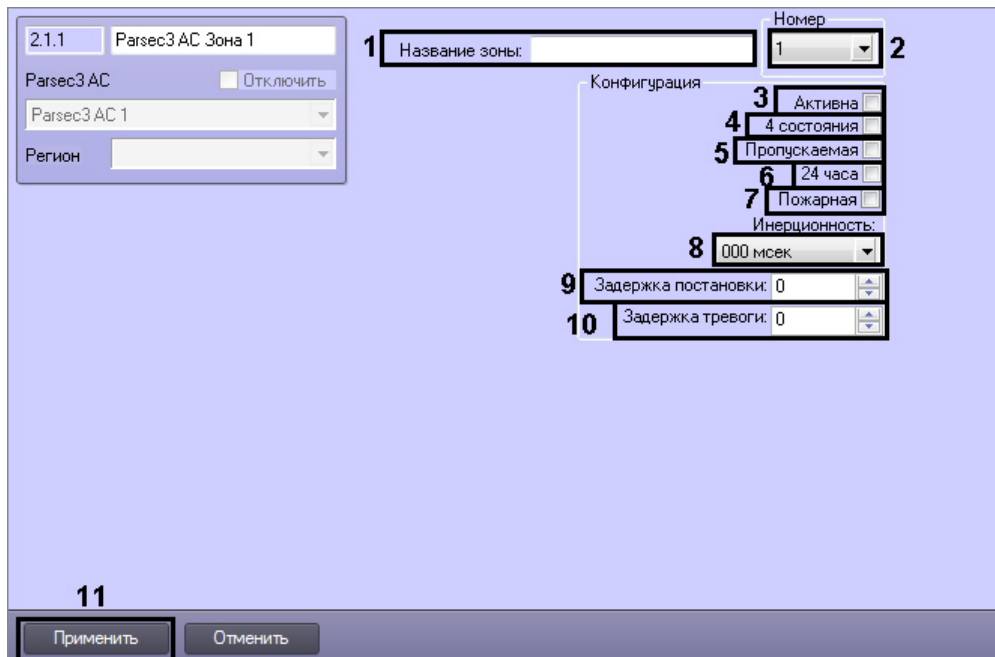 2.1.1 Parsec3 AC Зона 1
Parsec3 AC Отключить
Parsec3 AC 1
Регион
1 Название зоны:
Номер
1 2
Конфигурация
3 Активна
4 4 состояния
5 Пропускаемая
6 24 часа
7 Пожарная
Инерционность:
8 000 мсек
9 Задержка постановки: 0
10 Задержка тревоги: 0
11
Применить Отменить